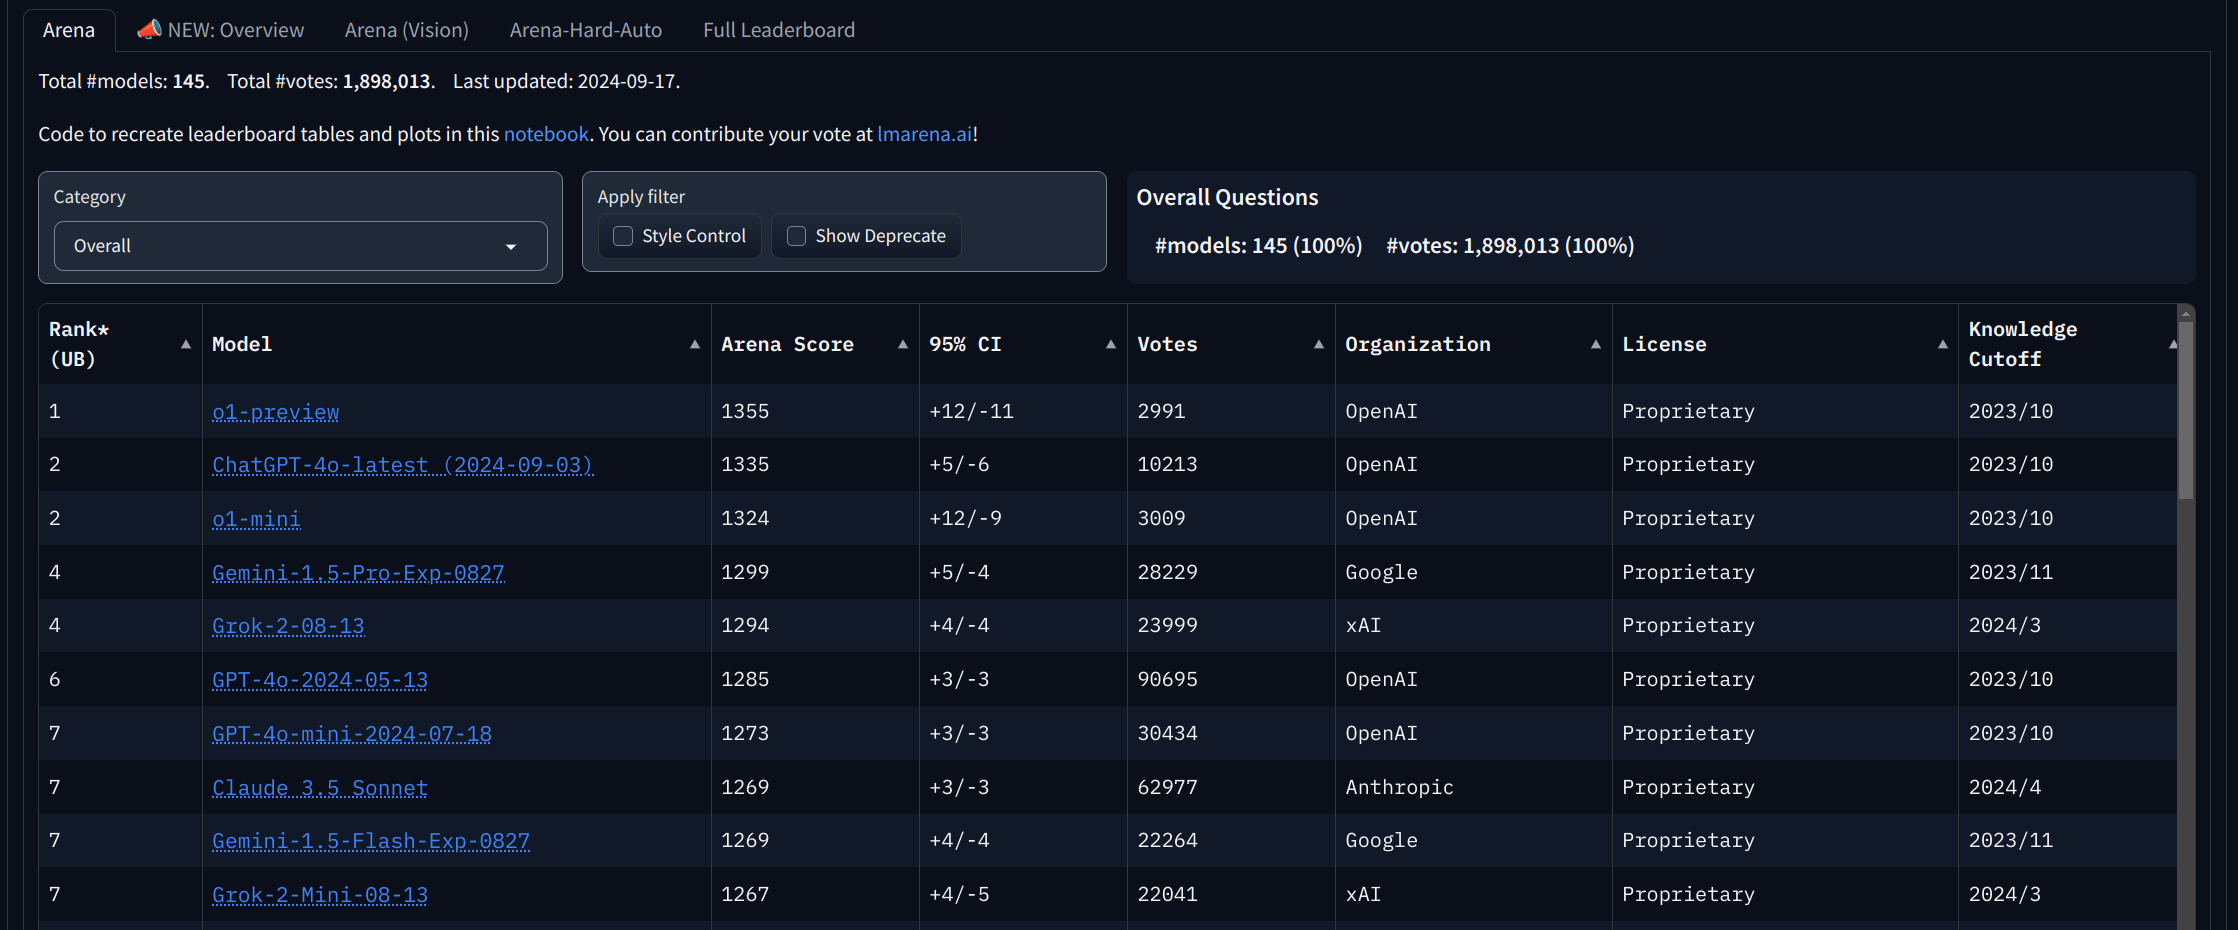 Arena 📣 NEW: Overview Arena (Vision) Arena-Hard-Auto Full Leaderboard
Total #models: 145. Total #votes: 1,898,013. Last updated: 2024-09-17.
Code to recreate leaderboard tables and plots in this notebook. You can contribute your vote at lmarena.ai!
Category
Overall
Apply filter
Style Control Show Deprecate
Overall Questions
#models: 145 (100%) #votes: 1,898,013 (100%)
Rank* (UB) Model Arena Score 95% CI Votes Organization License Knowledge Cutoff
1 o1-preview 1355 +12/-11 2991 OpenAI Proprietary 2023/10
2 ChatGPT-4o-latest (2024-09-03) 1335 +5/-6 10213 OpenAI Proprietary 2023/10
2 o1-mini 1324 +12/-9 3009 OpenAI Proprietary 2023/10
4 Gemini-1.5-Pro-Exp-0827 1299 +5/-4 28229 Google Proprietary 2023/11
4 Grok-2-08-13 1294 +4/-4 23999 xAI Proprietary 2024/3
6 GPT-4o-2024-05-13 1285 +3/-3 90695 OpenAI Proprietary 2023/10
7 GPT-4o-mini-2024-07-18 1273 +3/-3 30434 OpenAI Proprietary 2023/10
7 Claude 3.5 Sonnet 1269 +3/-3 62977 Anthropic Proprietary 2024/4
7 Gemini-1.5-Flash-Exp-0827 1269 +4/-4 22264 Google Proprietary 2023/11
7 Grok-2-Mini-08-13 1267 +4/-5 22041 xAI Proprietary 2024/3